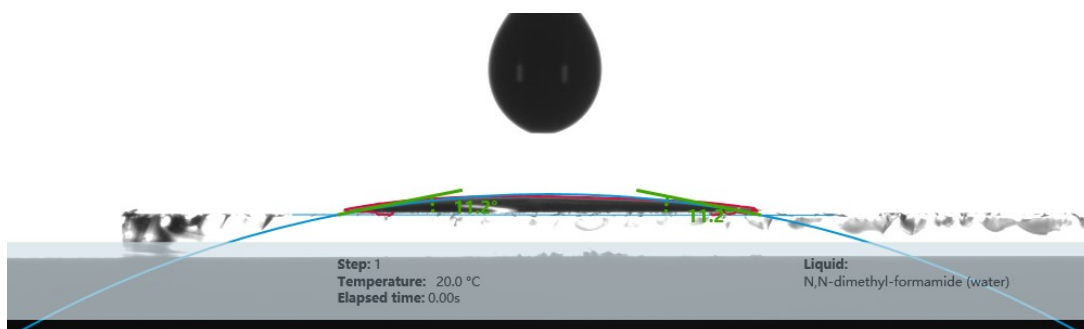 11.2°
11.2°
Step: 1
Temperature: 20.0 °C
Elapsed time: 0.00s
Liquid:
N,N-dimethyl-formamide (water)